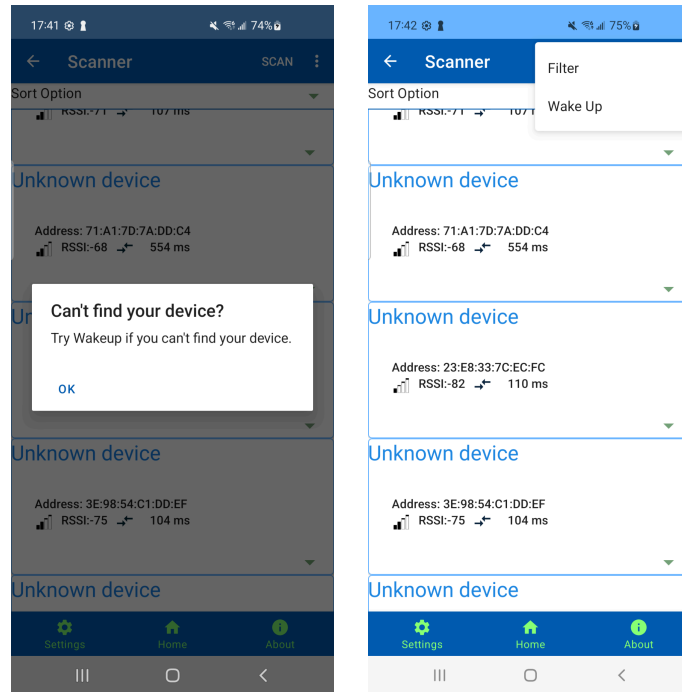 17:41 74%
Scanner SCAN
Sort Option
RSSI:-71 107 ms
Unknown device
Address: 71:A1:7D:7A:DD:C4
RSSI:-68 554 ms
Can't find your device?
Try Wakeup if you can't find your device.
OK
Unknown device
Address: 3E:98:54:C1:DD:EF
RSSI:-75 104 ms
Unknown device
Settings Home About
17:42 75%
Scanner
Filter
Wake Up
Sort Option
RSSI:-71 107
Unknown device
Address: 71:A1:7D:7A:DD:C4
RSSI:-68 554 ms
Unknown device
Address: 23:E8:33:7C:EC:FC
RSSI:-82 110 ms
Unknown device
Address: 3E:98:54:C1:DD:EF
RSSI:-75 104 ms
Unknown device
Settings Home About